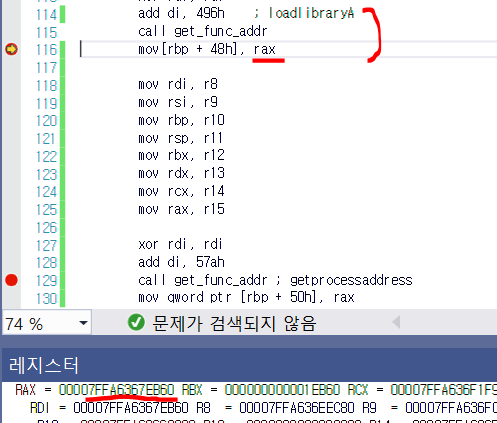 114 add di, 496h ; loadlibraryA
115 call get_func_addr
116 mov[rbp + 48h], rax
117
118 mov rdi, r8
119 mov rsi, r9
120 mov rbp, r10
121 mov rsp, r11
122 mov rbx, r12
123 mov rdx, r13
124 mov rcx, r14
125 mov rax, r15
126
127 xor rdi, rdi
128 add di, 57ah
129 call get_func_addr ; getprocessaddress
130 mov qword ptr [rbp + 50h], rax
74 % 문제가 검색되지 않음
레지스터
RAX = 00007FFA6367EB60 RBX = 000000000001EB60 RCX = 00007FFA636F1F9
RDI = 00007FFA6367EB60 R8 = 00007FFA636EEC80 R9 = 00007FFA636F0